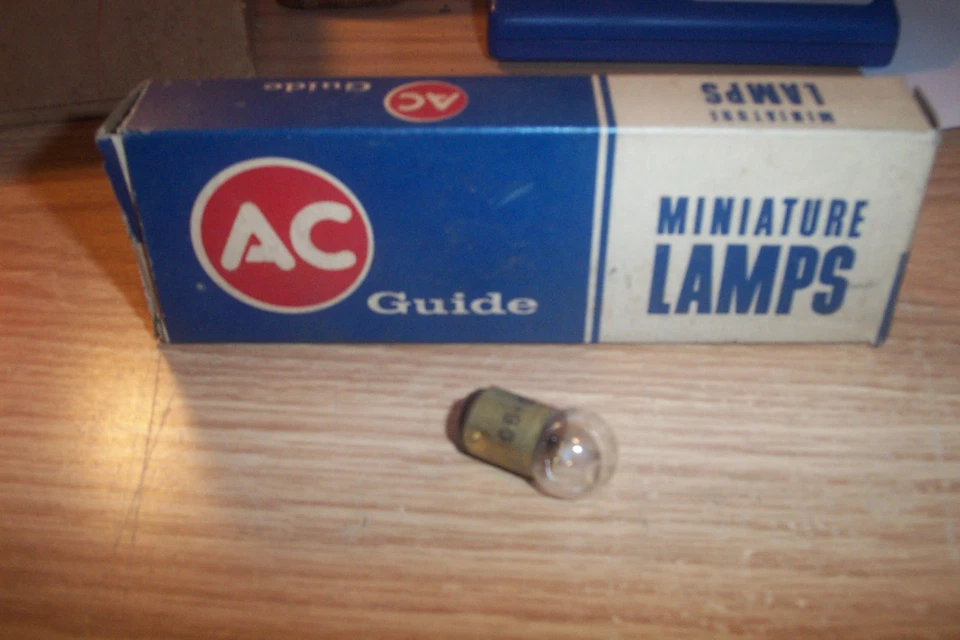 Guide
AC
MINIATURE
LAMPS
AC
Guide
MINIATURE
LAMPS